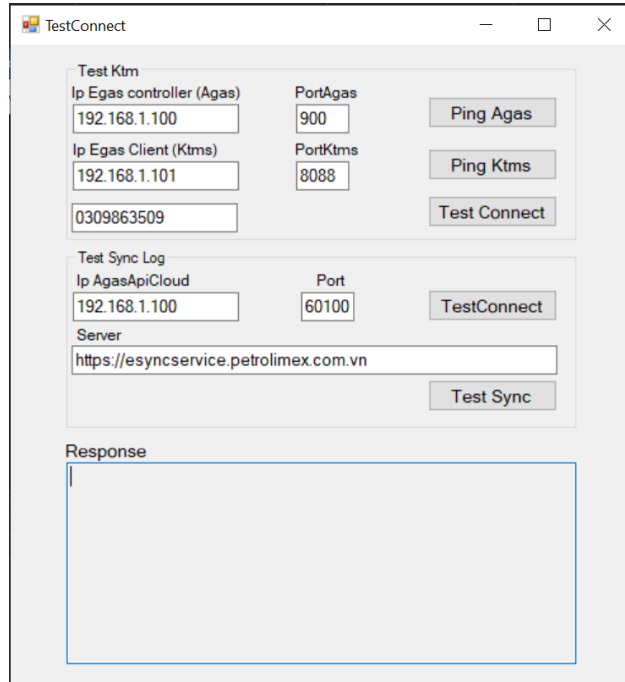 TestConnect
Test Ktm
Ip Egas controller (Agas) PortAgas
192.168.1.100 900 Ping Agas
Ip Egas Client (Ktms) PortKtms
192.168.1.101 8088 Ping Ktms
0309863509 Test Connect
Test Sync Log
Ip AgasApiCloud Port
192.168.1.100 60100 TestConnect
Server
https://esyncservice.petrolimex.com.vn
Test Sync
Response